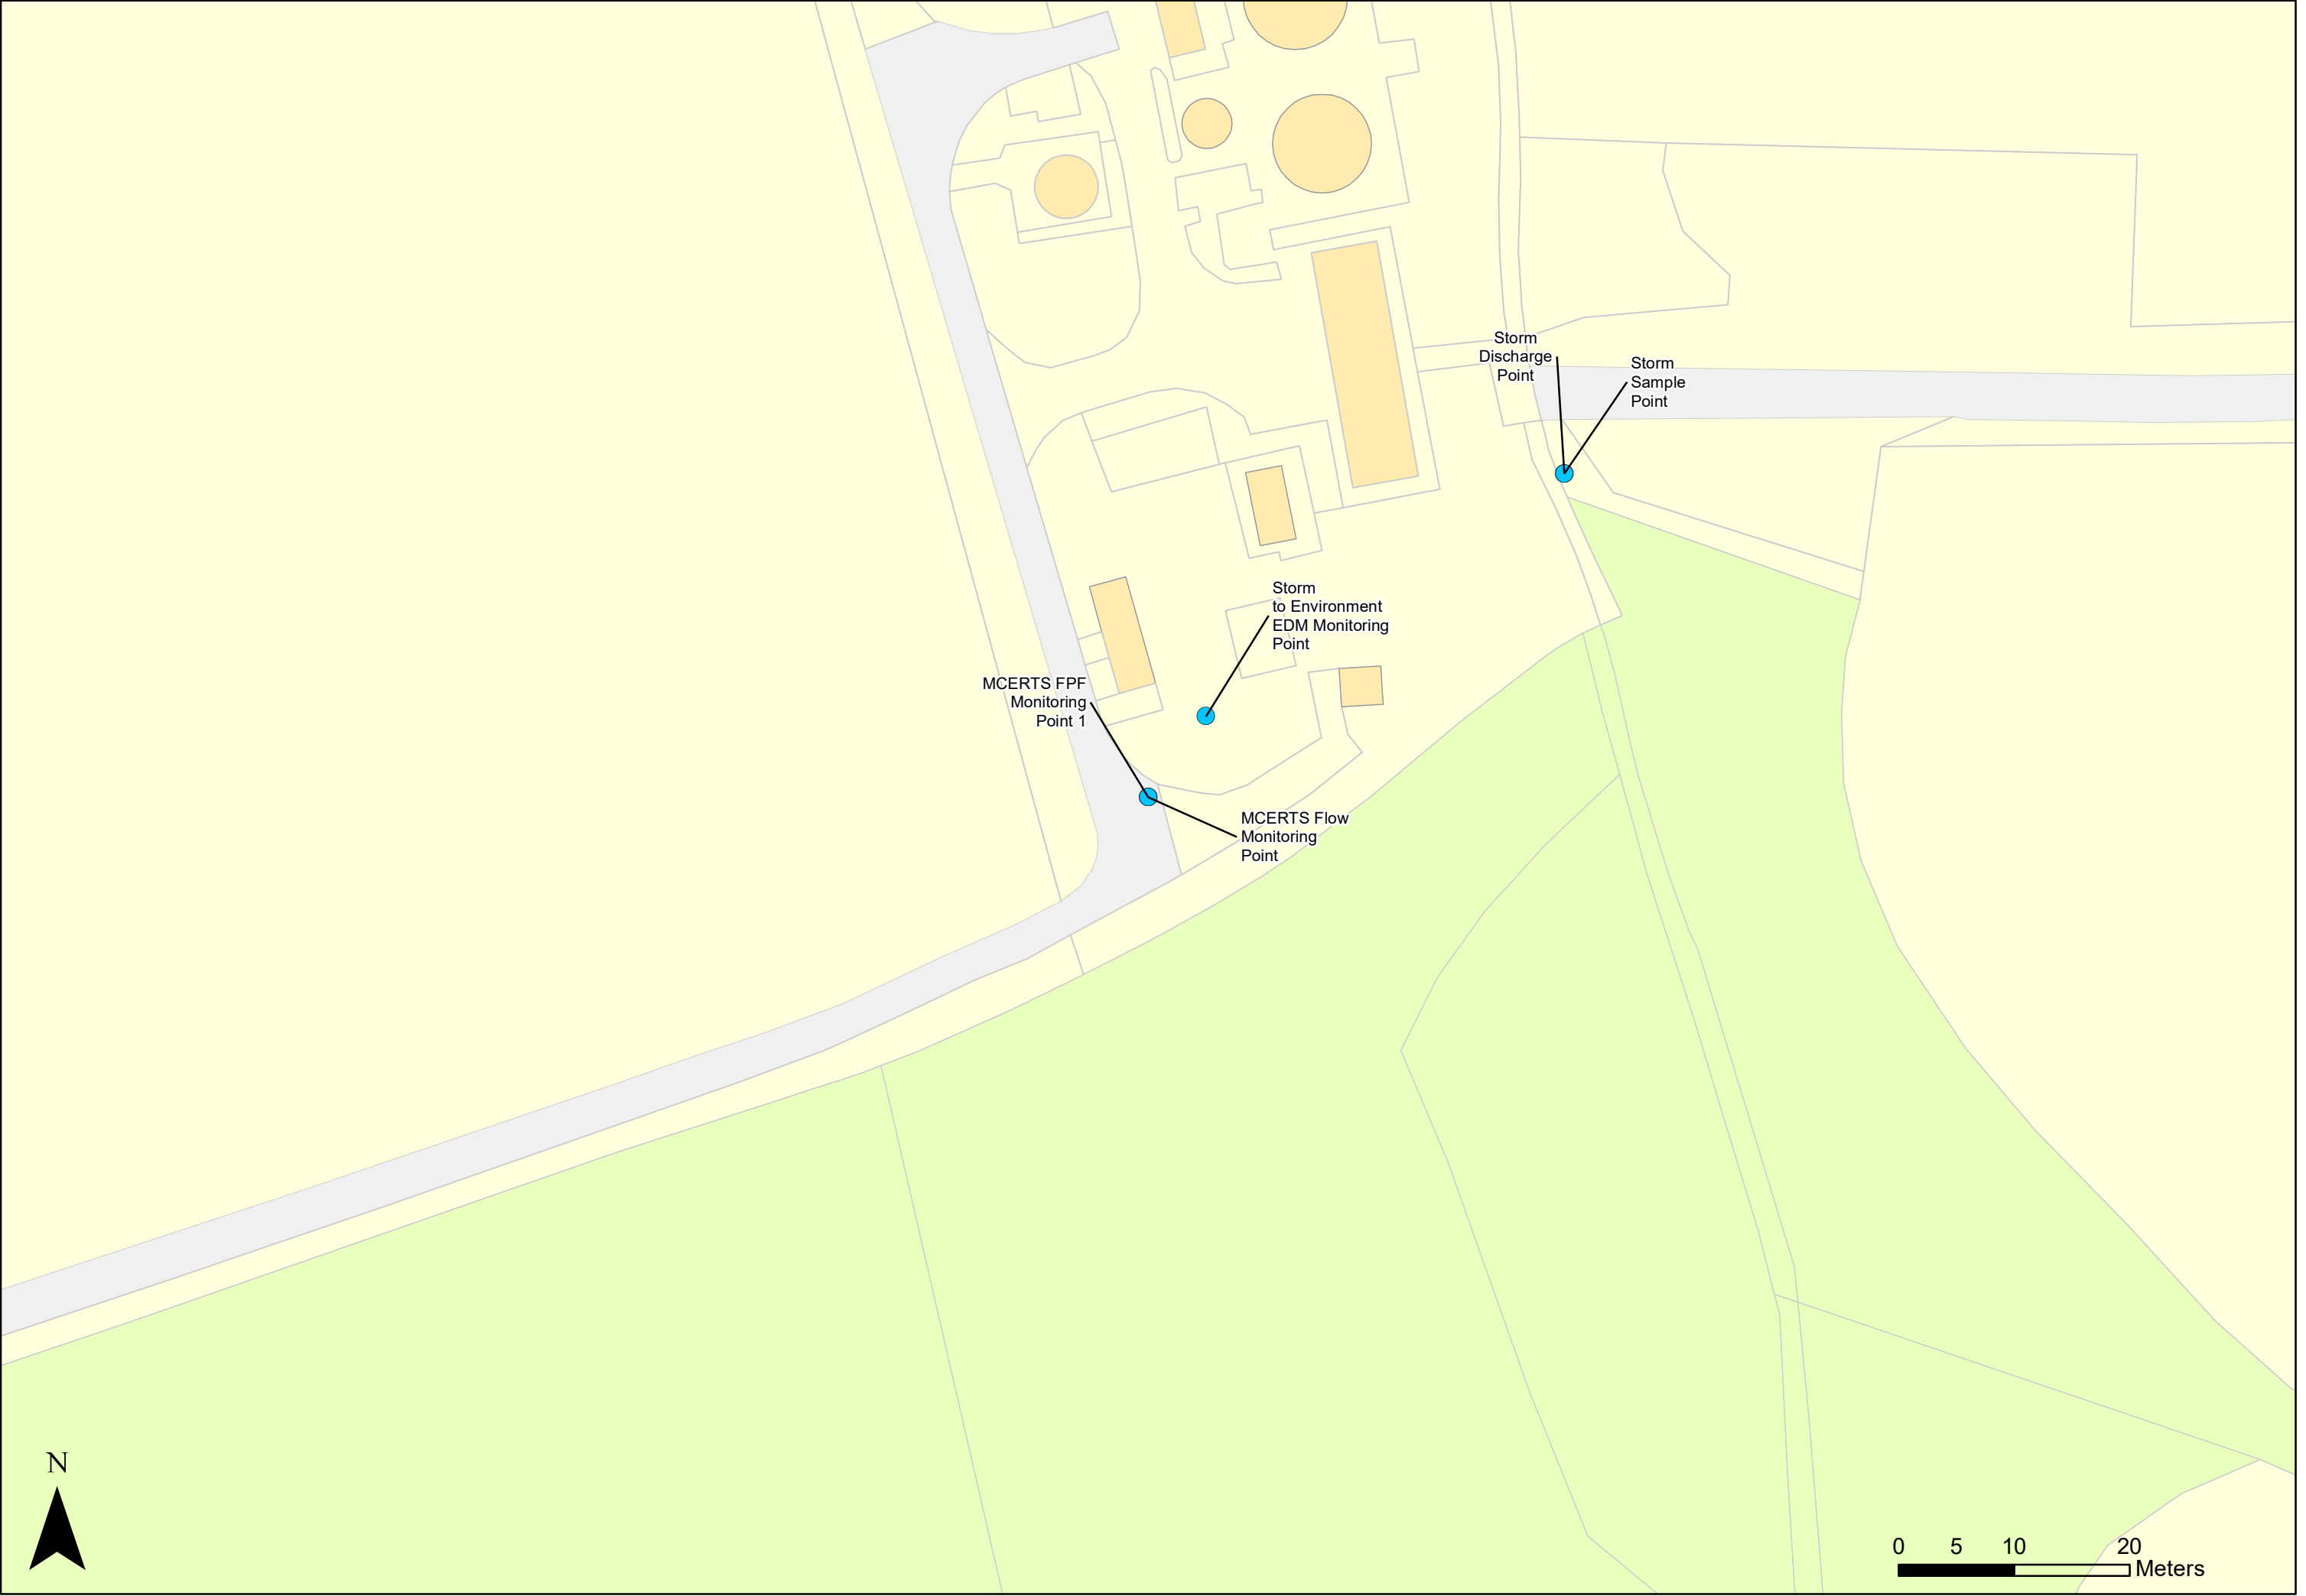 Storm
Discharge
Point
Storm
Sample
Point
Storm
to Environment
EDM Monitoring
Point
MCERTS FPF
Monitoring
Point 1
MCERTS Flow
Monitoring
Point
N
0 5 10 20
Meters